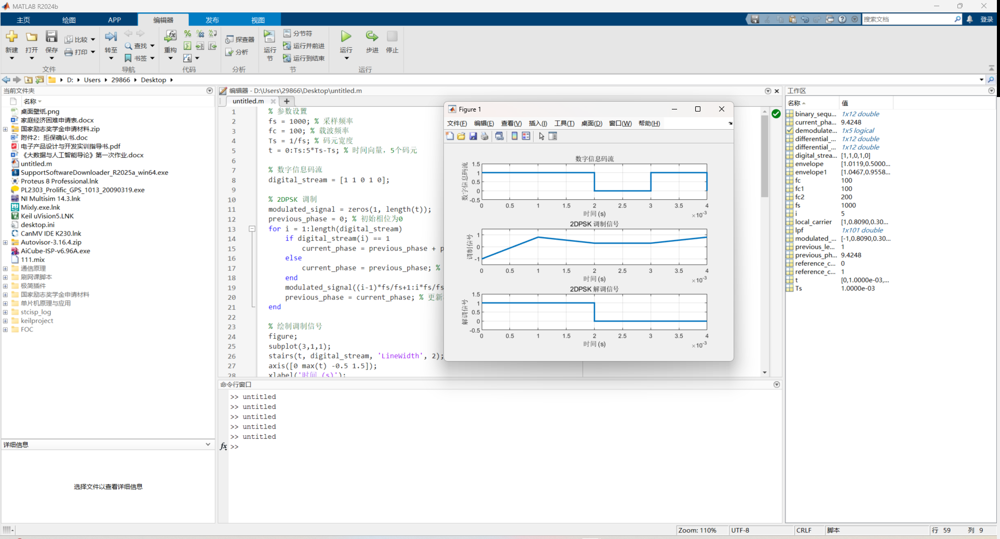 MATLAB R2024b
主页 绘图 APP 编辑器 发布 视图
搜索文档 登录
新建 打开 保存 比较 打印 转至 查找 书签 重构 探查器 分析 运行节 分节符 运行并前进 运行到结束 运行 步进 停止
文件 导航 代码 分析 节 运行
D: Users 29866 Desktop
当前文件夹
名称
桌面壁纸.png
家庭经济困难申请表.docx
国家励志奖学金申请材料.zip
附件2：拒保确认书.doc
电子产品设计与开发实训指导书.pdf
《大数据与人工智能导论》第一次作业.docx
untitled.m
SupportSoftwareDownloader_R2025a_win64.exe
Proteus 8 Professional.lnk
PL2303_Prolific_GPS_1013_20090319.exe
NI Multisim 14.3.lnk
Mixly.exe.lnk
Keil uVision5.LNK
desktop.ini
CanMV IDE K230.lnk
Autovisor-3.16.4.zip
AiCube-ISP-v6.96A.exe
111.mix
通信原理
刷网课脚本
极简插件
国家励志奖学金申请材料
单片机原理与应用
stcisp_log
keilproject
FOC
详细信息
选择文件以查看详细信息
编辑器 - D:\Users\29866\Desktop\untitled.m
untitled.m
1 % 参数设置
2 fs = 1000; % 采样频率
3 fc = 100; % 载波频率
4 Ts = 1/fs; % 码元宽度
5 t = 0:Ts:5*Ts-Ts; % 时间向量，5个码元
6
7 % 数字信息码流
8 digital_stream = [1 1 0 1 0];
9
10 % 2DPSK 调制
11 modulated_signal = zeros(1, length(t));
12 previous_phase = 0; % 初始相位为0
13 for i = 1:length(digital_stream)
14 if digital_stream(i) == 1
15 current_phase = previous_phase + p
16 else
17 current_phase = previous_phase; %
18 end
19 modulated_signal((i-1)*fs/fs+1:i*fs/fs
20 previous_phase = current_phase; % 更新
21 end
22
23 % 绘制调制信号
24 figure;
25 subplot(3,1,1);
26 stairs(t, digital_stream, 'LineWidth', 2);
27 axis([0 max(t) -0.5 1.5]);
28 xlabel('时间 (s)');
Figure 1
文件(F) 编辑(E) 查看(V) 插入(I) 工具(T) 桌面(D) 窗口(W) 帮助(H)
数字信息码流
数字信息码流
1.5
1
0.5
0
-0.5
0 0.5 1 1.5 2 2.5 3 3.5 4
时间 (s)
×10-3
2DPSK 调制信号
调制信号
1
0
-1
0 0.5 1 1.5 2 2.5 3 3.5 4
时间 (s)
×10-3
2DPSK 解调信号
解调信号
1.5
1
0.5
0
-0.5
0 0.5 1 1.5 2 2.5 3 3.5 4
时间 (s)
×10-3
命令行窗口
>> untitled
>> untitled
>> untitled
>> untitled
>> untitled
fx >>
工作区
名称 值
binary_sequ... 1x12 double
current_pha... 9.4248
demodulate... 1x5 logical
differential_... 1x12 double
differential_... 1x12 double
digital_strea... [1,1,0,1,0]
envelope [1.0119,0.5000...
envelope1 [1.0467,0.9558...
fc 100
fc1 100
fc2 200
fs 1000
i 5
local_carrier [1,0.8090,0.30...
lpf 1x101 double
modulated_... [-1,0.8090,0.30...
previous_le... 1
previous_ph... 9.4248
reference_c... 0
reference_c... 1
t [0,1.0000e-03,...
Ts 1.0000e-03
Zoom: 110% UTF-8 CRLF 脚本 行 59 列 9